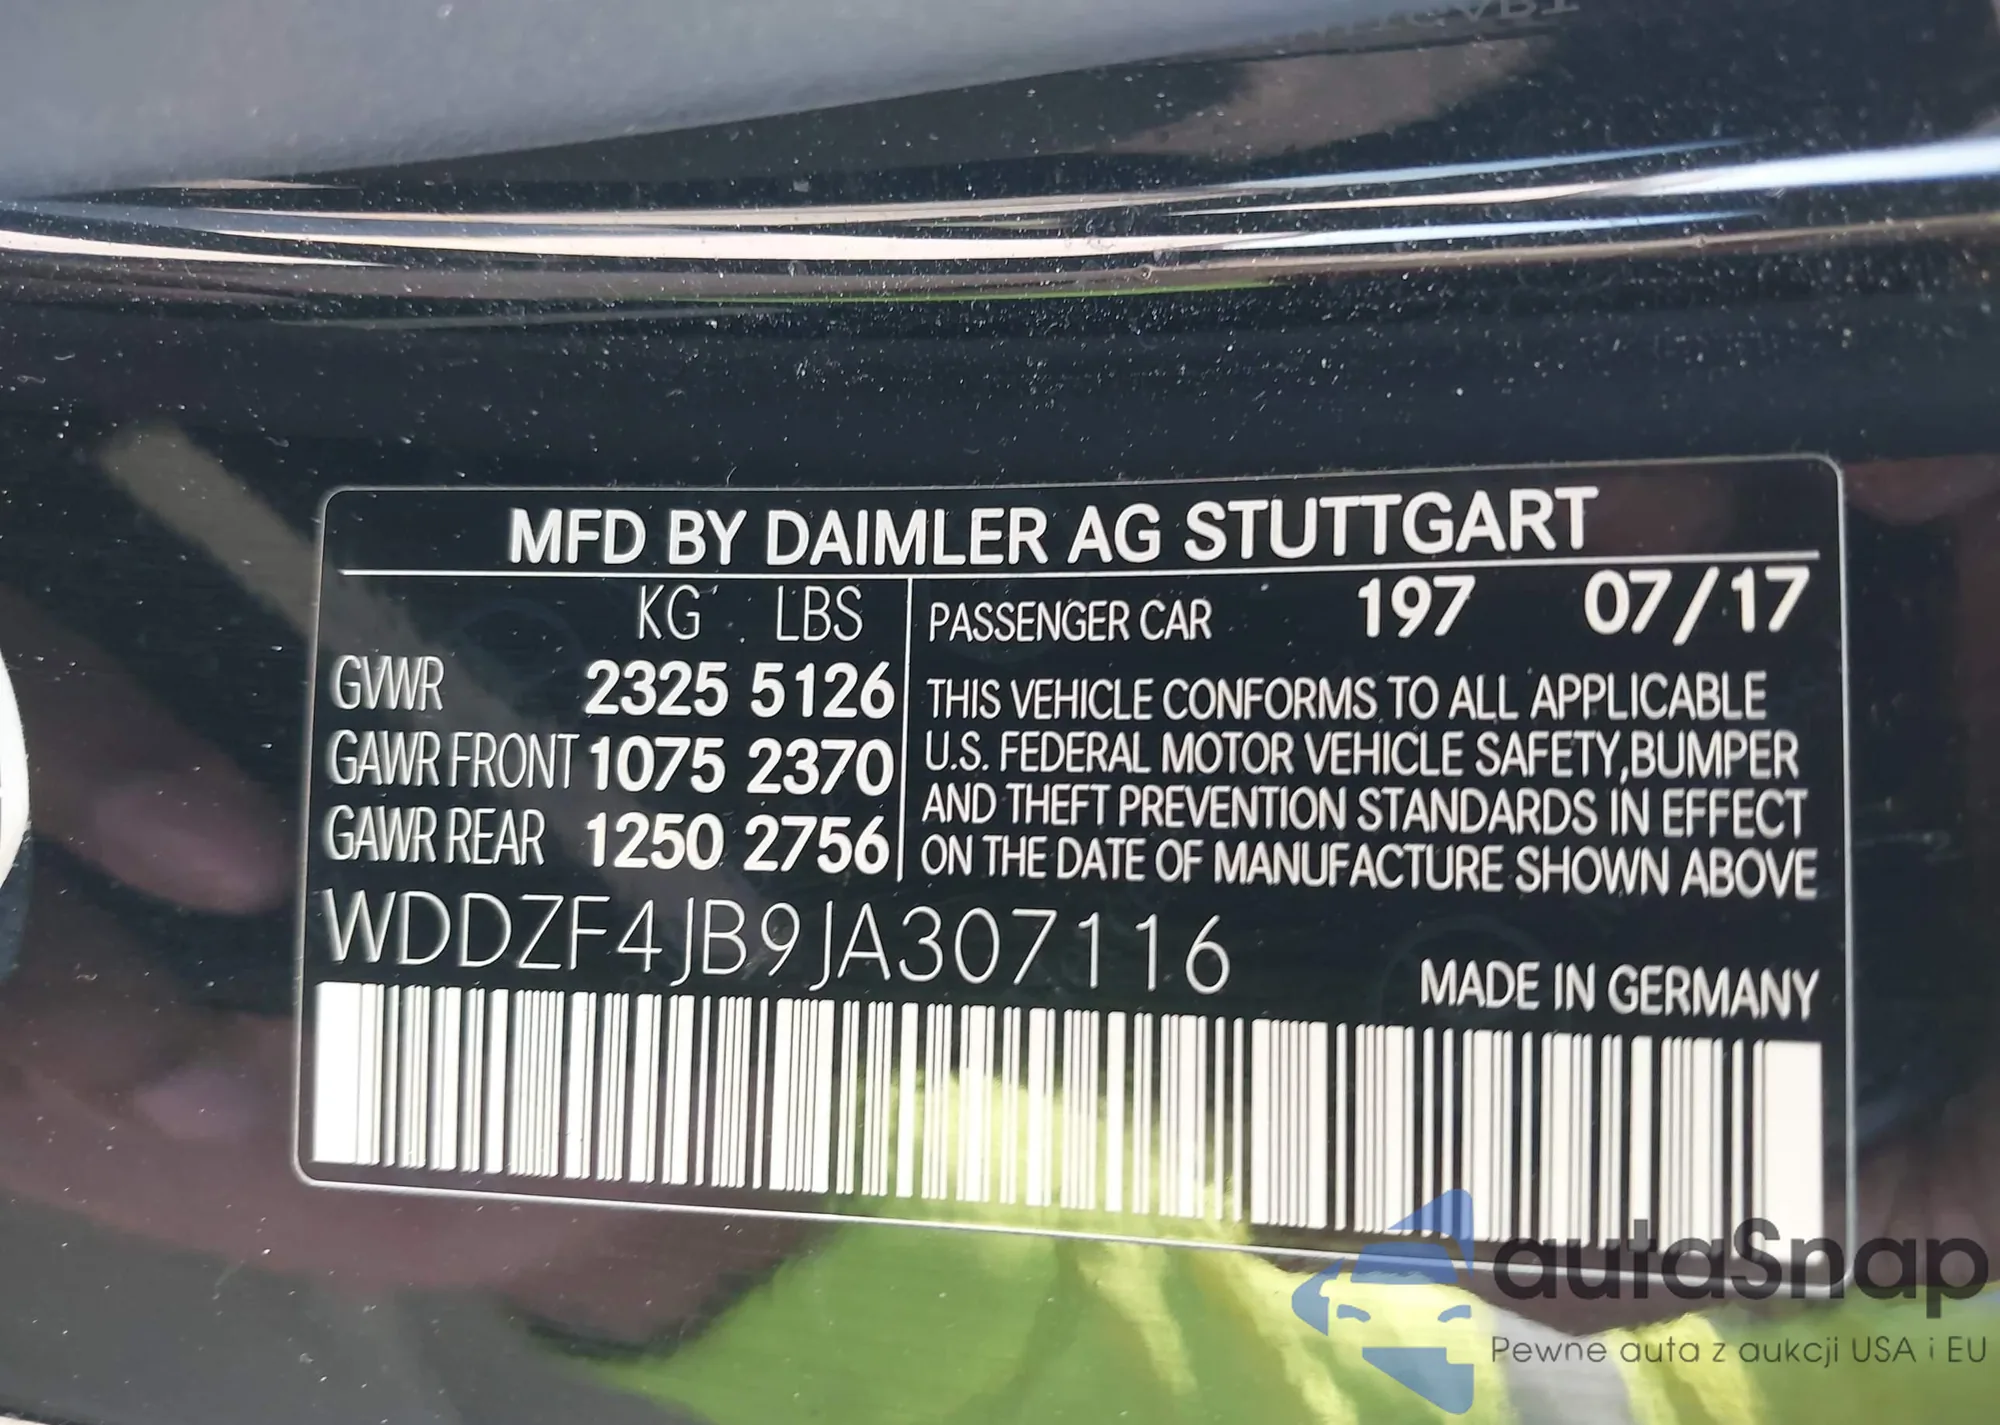 MFD BY DAIMLER AG STUTTGART
KG LBS
GVWR 2325 5126
GAWR FRONT 1075 2370
GAWR REAR 1250 2756
PASSENGER CAR 197 07/17
THIS VEHICLE CONFORMS TO ALL APPLICABLE
U.S. FEDERAL MOTOR VEHICLE SAFETY,BUMPER
AND THEFT PREVENTION STANDARDS IN EFFECT
ON THE DATE OF MANUFACTURE SHOWN ABOVE
WDDZF4JB9JA307116
MADE IN GERMANY
autaSnap
Pewne auta z aukcji USA i EU